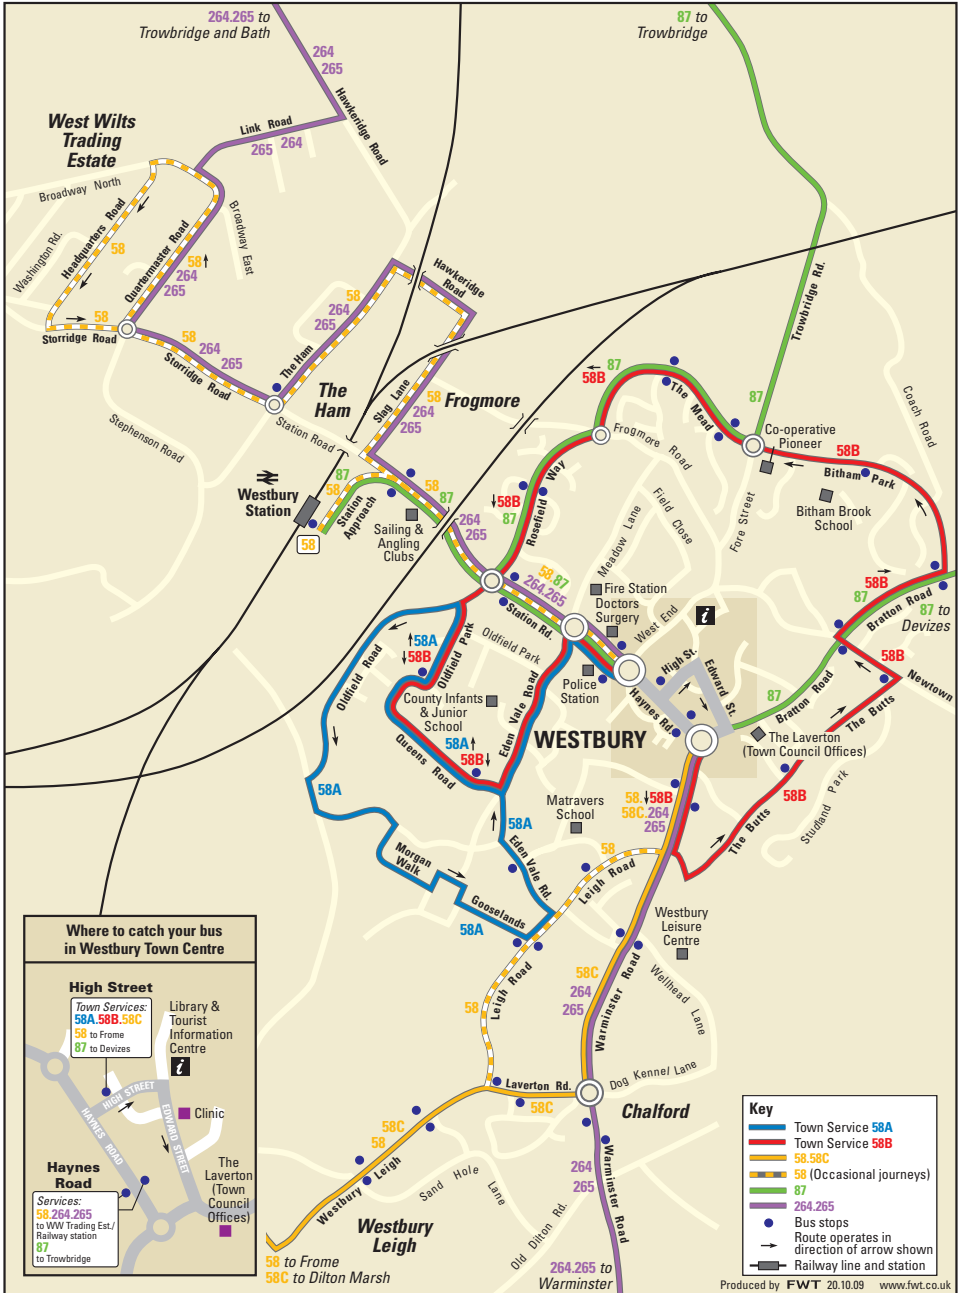 264.265 to
Trowbridge and Bath
87 to
Trowbridge
264
265
Hawkeridge Road
West Wilts
Trading
Estate
Link Road
265 264
Broadway North
Washington Rd.
Headquarters Road
58
Quartermaster Road
58
264
265
Broadway East
58
Storridge Road
58
264
265
Storridge Road
The Ham
58
264
265
Hawkeridge
Road
Trowbridge Rd.
The
Ham
Station Road
Stephenson Road
Slag Lane
58
264
265
Frogmore
87
58B
The Mead
87
Co-operative
Pioneer
58B
Bitham Park
Coach Road
Bitham Brook
School
Frogmore Road
Field Close
Fore Street
Meadow Lane
Westbury
Station
58
87
58
Station
Approach
58
87
Sailing &
Angling
Clubs
264
265
58B
87
Rosefield Way
58.87
264.265
Station Rd.
Fire Station
Doctors
Surgery
West End
i
58B
87
Bratton Road
87 to
Devizes
58B
Newtown
Oldfield Road
58A
58B
Oldfield Park
Oldfield Park
County Infants
& Junior
School
Police
Station
High St.
Edward St.
Haynes Rd.
87
Bratton Road
The Butts
Queens Road
58A
58B
Eden Vale Road
WESTBURY
The Laverton
(Town Council Offices)
58A
58A
Matravers
School
58.58B
58C.264
265
58B
The Butts
Studland Park
Morgan
Walk
Eden Vale Rd.
58
Leigh Road
Gooselands
58A
Westbury
Leisure
Centre
Leigh Road
58
58C
264
265
Warminster Road
Wellhead Lane
Laverton Rd.
58C
Dog Kennel Lane
Chalford
58C
58
Westbury Leigh
Sand Hole Lane
264
265
Warminster Road
Old Dilton Rd.
Westbury
Leigh
58 to Frome
58C to Dilton Marsh
264.265 to
Warminster
Where to catch your bus
in Westbury Town Centre
High Street
Town Services:
58A.58B.58C
58 to Frome
87 to Devizes
Library &
Tourist
Information
Centre
i
HIGH STREET
HAYNES ROAD
EDWARD STREET
Clinic
Haynes
Road
Services:
58.264.265
to WW Trading Est./
Railway station
87
to Trowbridge
The
Laverton
(Town
Council
Offices)
Key
Town Service 58A
Town Service 58B
58.58C
58 (Occasional journeys)
87
264.265
Bus stops
Route operates in
direction of arrow shown
Railway line and station
Produced by FWT 20.10.09 www.fwt.co.uk